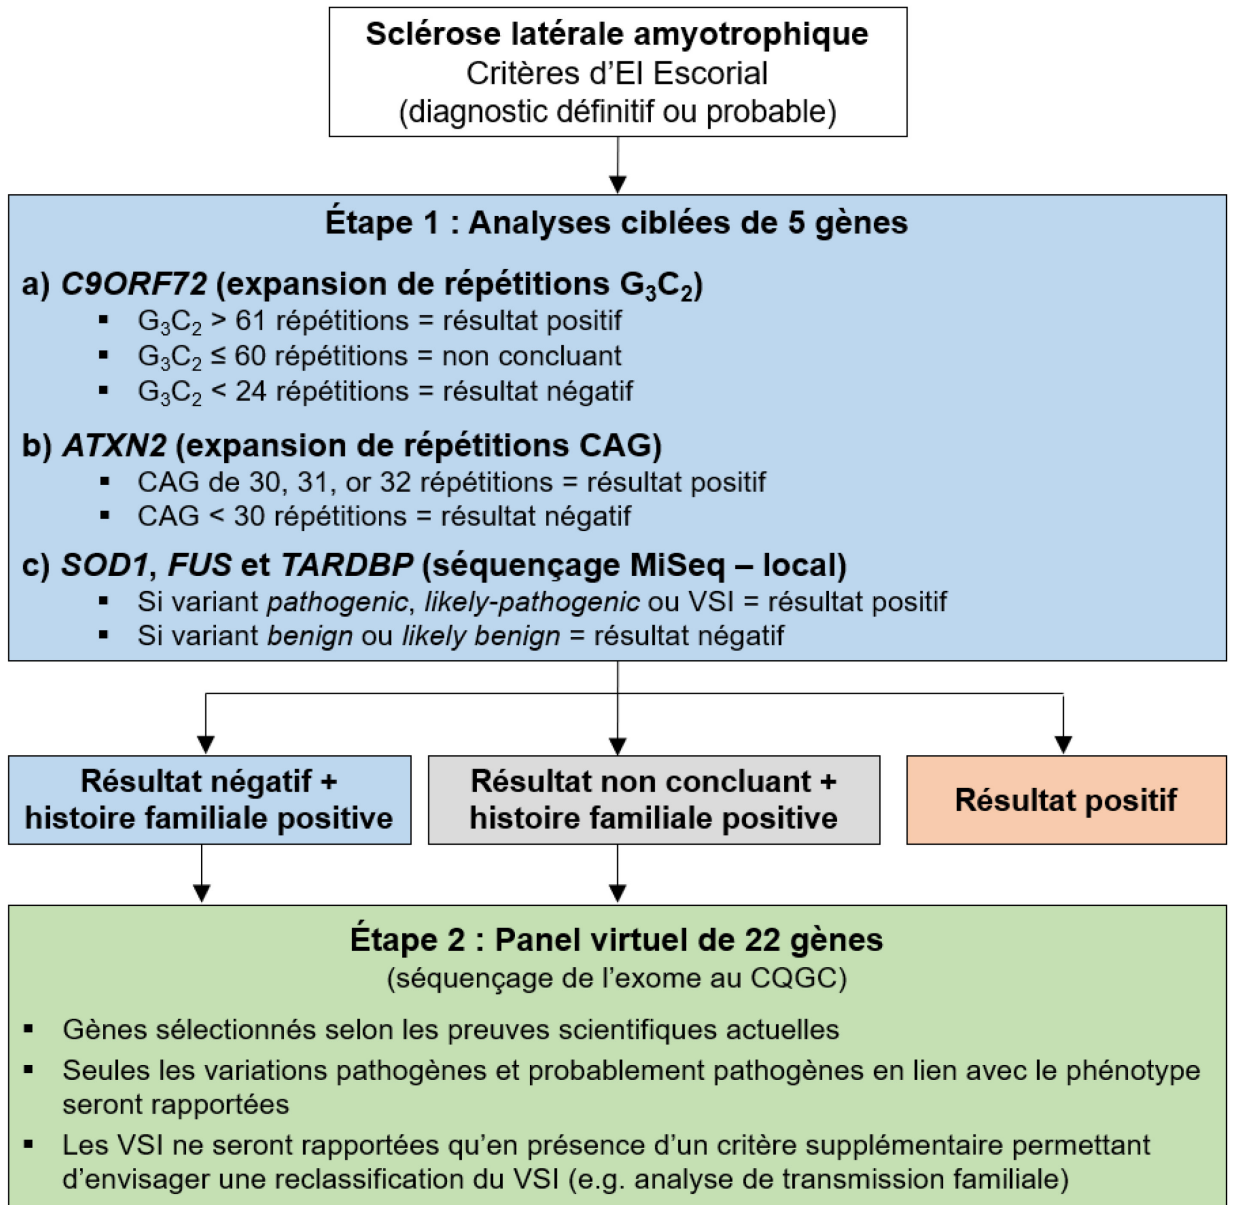 Sclérose latérale amyotrophique
Critères d'El Escorial
(diagnostic définitif ou probable)
Étape 1 : Analyses ciblées de 5 gènes
a) C9ORF72 (expansion de répétitions G₃C₂)
▪ G₃C₂ > 61 répétitions = résultat positif
▪ G₃C₂ ≤ 60 répétitions = non concluant
▪ G₃C₂ < 24 répétitions = résultat négatif
b) ATXN2 (expansion de répétitions CAG)
▪ CAG de 30, 31, or 32 répétitions = résultat positif
▪ CAG < 30 répétitions = résultat négatif
c) SOD1, FUS et TARDBP (séquençage MiSeq – local)
▪ Si variant pathogenic, likely-pathogenic ou VSI = résultat positif
▪ Si variant benign ou likely benign = résultat négatif
Résultat négatif +
histoire familiale positive
Résultat non concluant +
histoire familiale positive
Résultat positif
Étape 2 : Panel virtuel de 22 gènes
(séquençage de l'exome au CQGC)
▪ Gènes sélectionnés selon les preuves scientifiques actuelles
▪ Seules les variations pathogènes et probablement pathogènes en lien avec le phénotype
seront rapportées
▪ Les VSI ne seront rapportées qu'en présence d'un critère supplémentaire permettant
d'envisager une reclassification du VSI (e.g. analyse de transmission familiale)